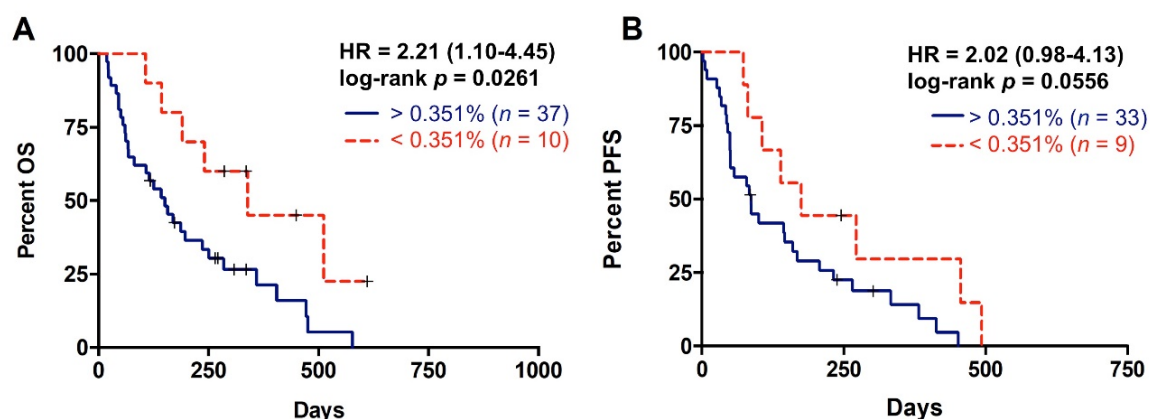 A
HR = 2.21 (1.10-4.45)
log-rank p = 0.0261
> 0.351% (n = 37)
< 0.351% (n = 10)
Percent OS
100
75
50
25
0
0 250 500 750 1000
Days
B
HR = 2.02 (0.98-4.13)
log-rank p = 0.0556
> 0.351% (n = 33)
< 0.351% (n = 9)
Percent PFS
100
75
50
25
0
0 250 500 750
Days